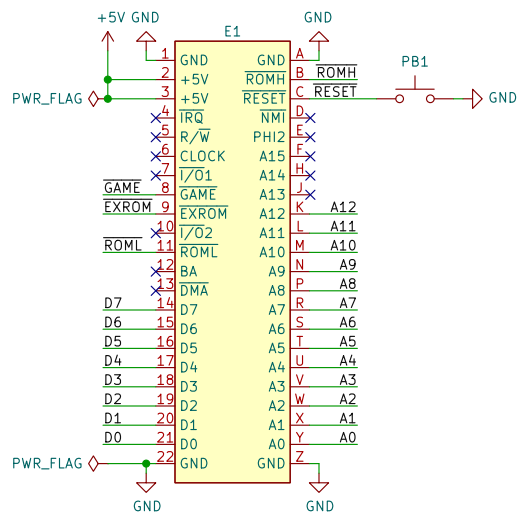 +5V GND GND
E1
1 GND GND A
2 +5V ROMH B ROMH PB1
PWR_FLAG 3 +5V RESET C RESET GND
4 IRQ NMI D
5 R/W PHI2 E
6 CLOCK A15 F
7 I/O1 A14 H
GAME 8 GAME A13 J
EXROM 9 EXROM A12 K A12
10 I/O2 A11 L A11
ROML 11 ROML A10 M A10
12 BA A9 N A9
13 DMA A8 P A8
D7 14 D7 A7 R A7
D6 15 D6 A6 S A6
D5 16 D5 A5 T A5
D4 17 D4 A4 U A4
D3 18 D3 A3 V A3
D2 19 D2 A2 W A2
D1 20 D1 A1 X A1
D0 21 D0 A0 Y A0
PWR_FLAG 22 GND GND Z
GND GND